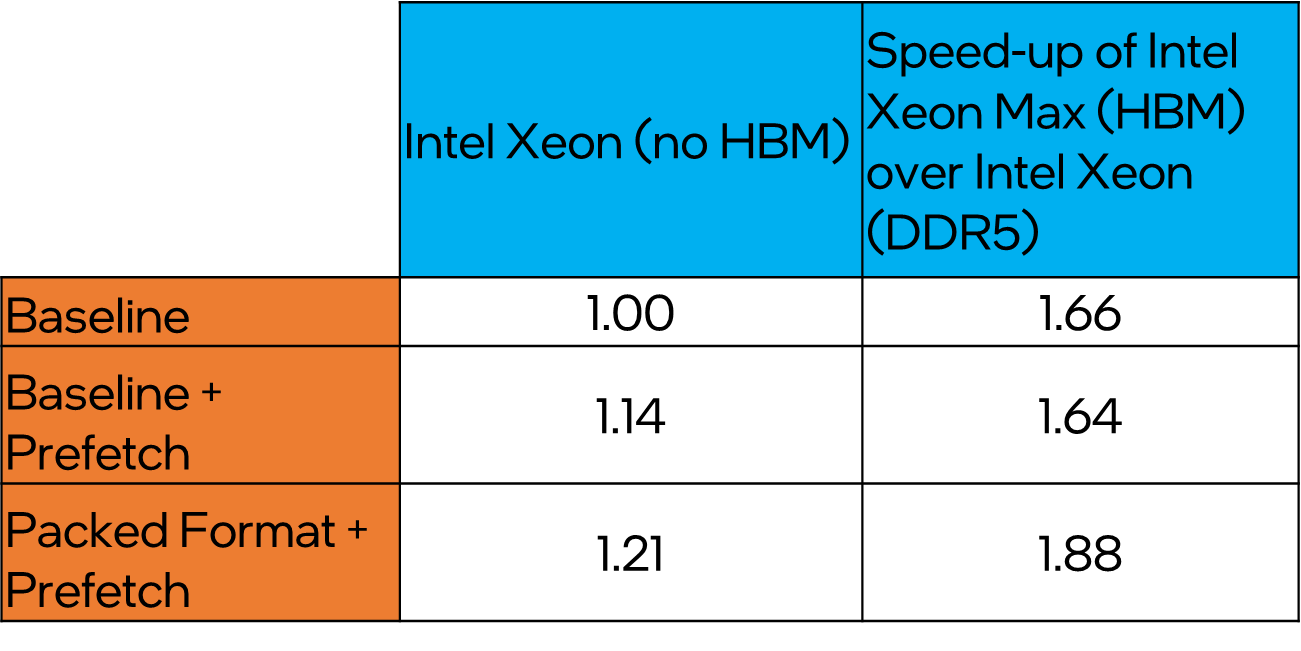 Intel Xeon (no HBM)
Speed-up of Intel
Xeon Max (HBM)
over Intel Xeon
(DDR5)
Baseline
1.00
1.66
Baseline +
Prefetch
1.14
1.64
Packed Format +
Prefetch
1.21
1.88